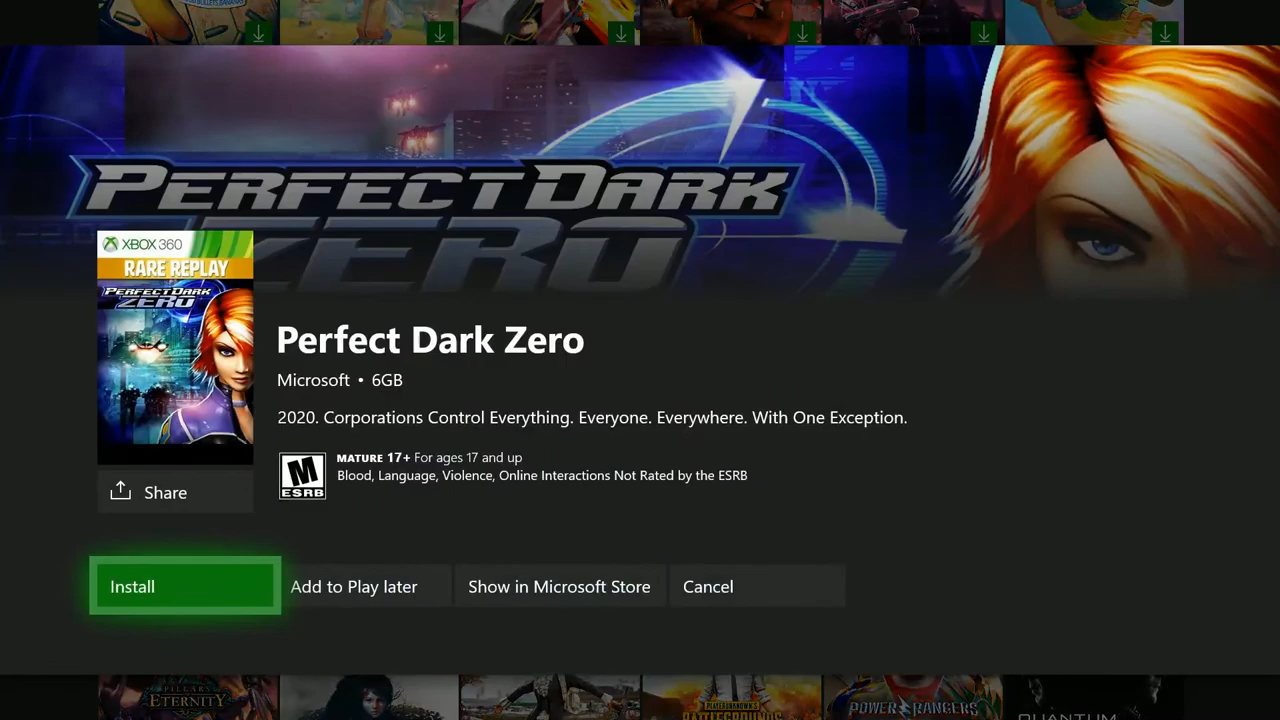 PERFECT DARK
ZERO
XBOX 360
RARE REPLAY
PERFECT DARK
ZERO
Perfect Dark Zero
Microsoft • 6GB
2020. Corporations Control Everything. Everyone. Everywhere. With One Exception.
M
ESRB
MATURE 17+ For ages 17 and up
Blood, Language, Violence, Online Interactions Not Rated by the ESRB
Share
Install
Add to Play later
Show in Microsoft Store
Cancel
PILLARS
ETERNITY
PLAYERUNKNOWN'S
BATTLEGROUNDS
POWER RANGERS
QUANTUM